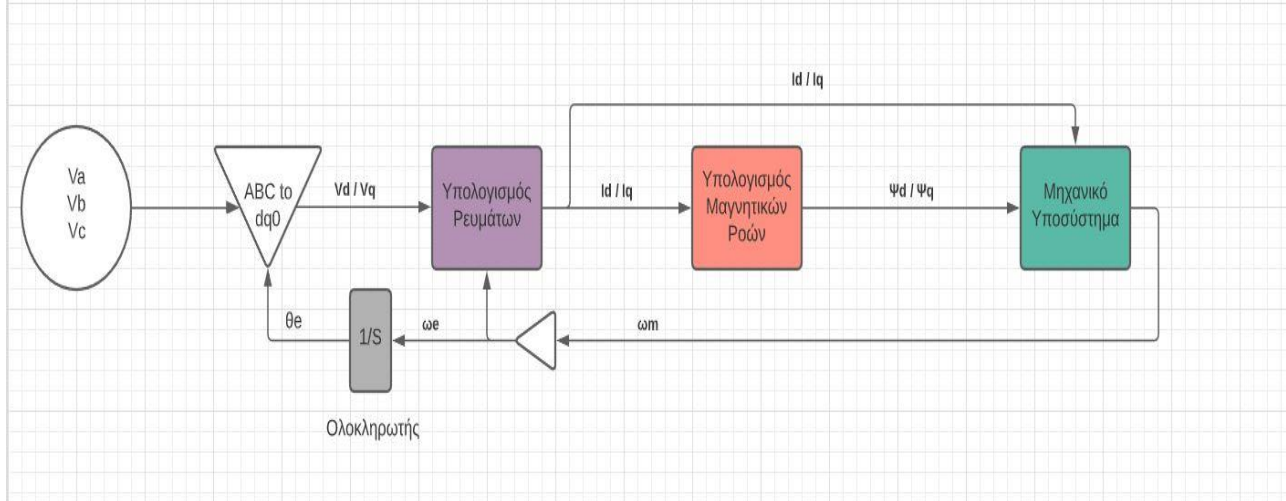 Id / Iq
Va
Vb
Vc
ABC to
dq0
Vd / Vq
Υπολογισμός
Ρευμάτων
Id / Iq
Υπολογισμός
Μαγνητικών
Ροών
Ψd / Ψq
Μηχανικό
Υποσύστημα
θe
1/S
ωe
ωm
Ολοκληρωτής